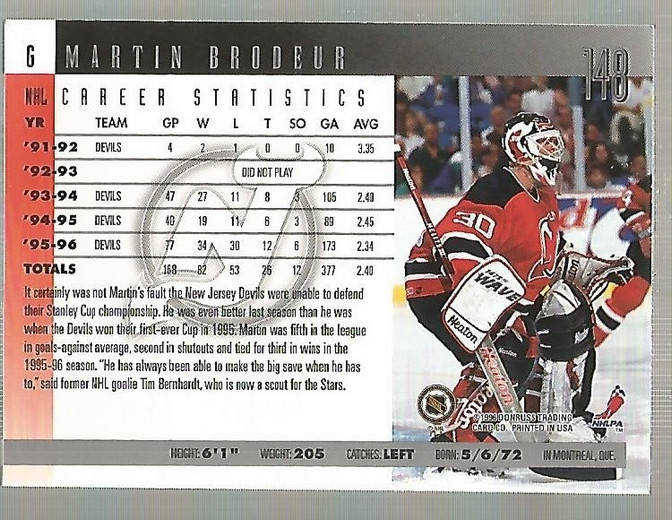 G MARTIN BRODEUR 148
NHL CAREER STATISTICS
YR TEAM GP W L T SO GA AVG
'91-92 DEVILS 4 2 1 0 0 10 3.35
'92-93 DID NOT PLAY
'93-94 DEVILS 47 27 11 8 3 105 2.40
'94-95 DEVILS 40 19 11 6 3 89 2.45
'95-96 DEVILS 77 34 30 12 6 173 2.34
TOTALS 168 82 53 26 12 377 2.40
It certainly was not Martin's fault the New Jersey Devils were unable to defend
their Stanley Cup championship. He was even better last season than he was
when the Devils won their first-ever Cup in 1995. Martin was fifth in the league
in goals-against average, second in shutouts and tied for third in wins in the
1995-96 season. "He has always been able to make the big save when he has
to," said former NHL goalie Tim Bernhardt, who is now a scout for the Stars.
30
HEATON
WAVE
Heaton
©1996 DONRUSS TRADING
CARD CO. PRINTED IN USA
NHLPA
TM
HEIGHT: 6'1" WEIGHT: 205 CATCHES: LEFT BORN: 5/6/72 IN MONTREAL, QUE.